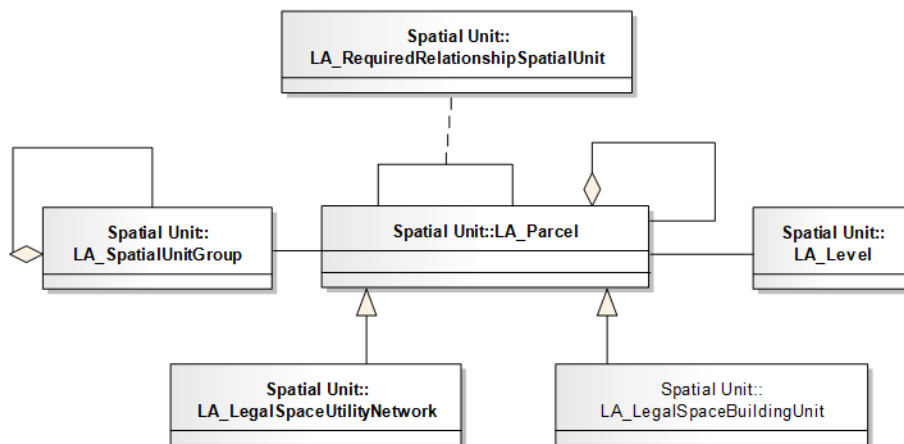 Spatial Unit::
LA_RequiredRelationshipSpatialUnit
Spatial Unit::
LA_SpatialUnitGroup
Spatial Unit::LA_Parcel
Spatial Unit::
LA_Level
Spatial Unit::
LA_LegalSpaceUtilityNetwork
Spatial Unit::
LA_LegalSpaceBuildingUnit